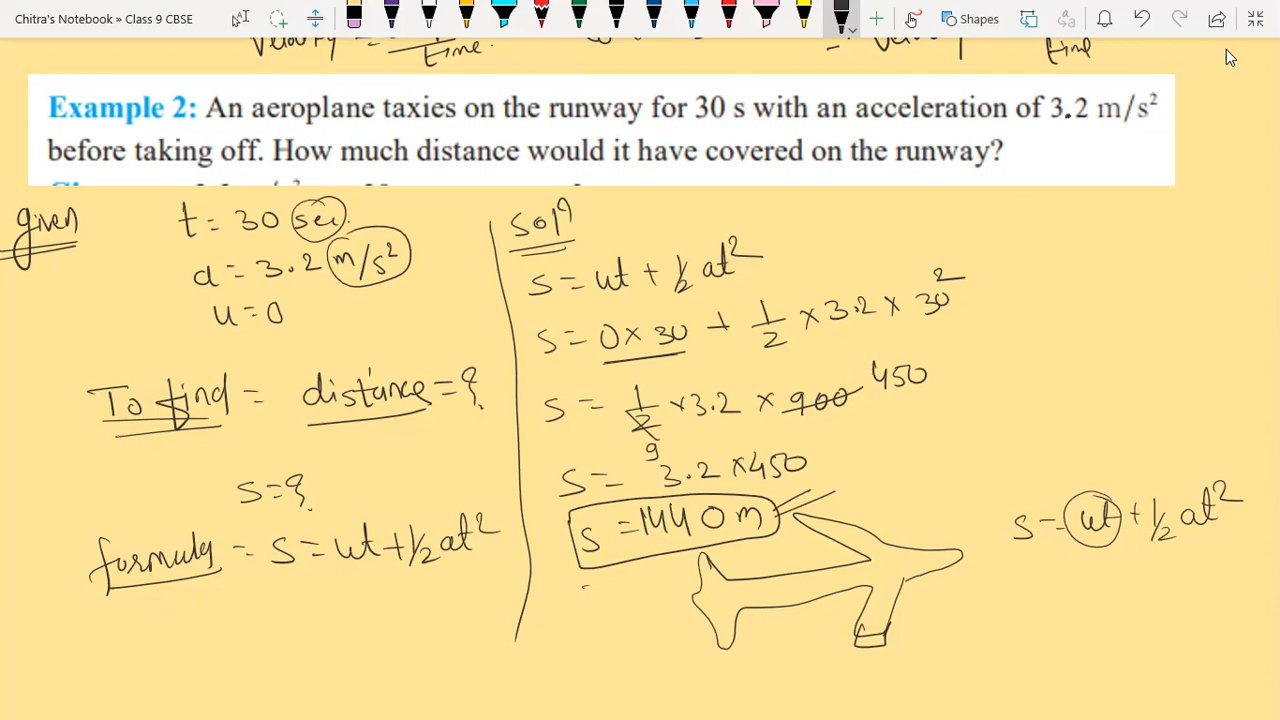 Chitra's Notebook » Class 9 CBSE
Shapes
Velocity = time.
= Velocity time
Example 2: An aeroplane taxies on the runway for 30 s with an acceleration of 3.2 m/s²
before taking off. How much distance would it have covered on the runway?
given
t = 30 sec.
a = 3.2 m/s²
u = 0
To find = distance = ?
s = ?
formula = s = ut + ½ at²
Solⁿ
s = ut + ½ at²
s = 0 × 30 + 1/2 × 3.2 × 30²
s = 1/2 × 3.2 × 900 450
s = 3.2 × 450
s = 1440 m
s = ut + ½ at²